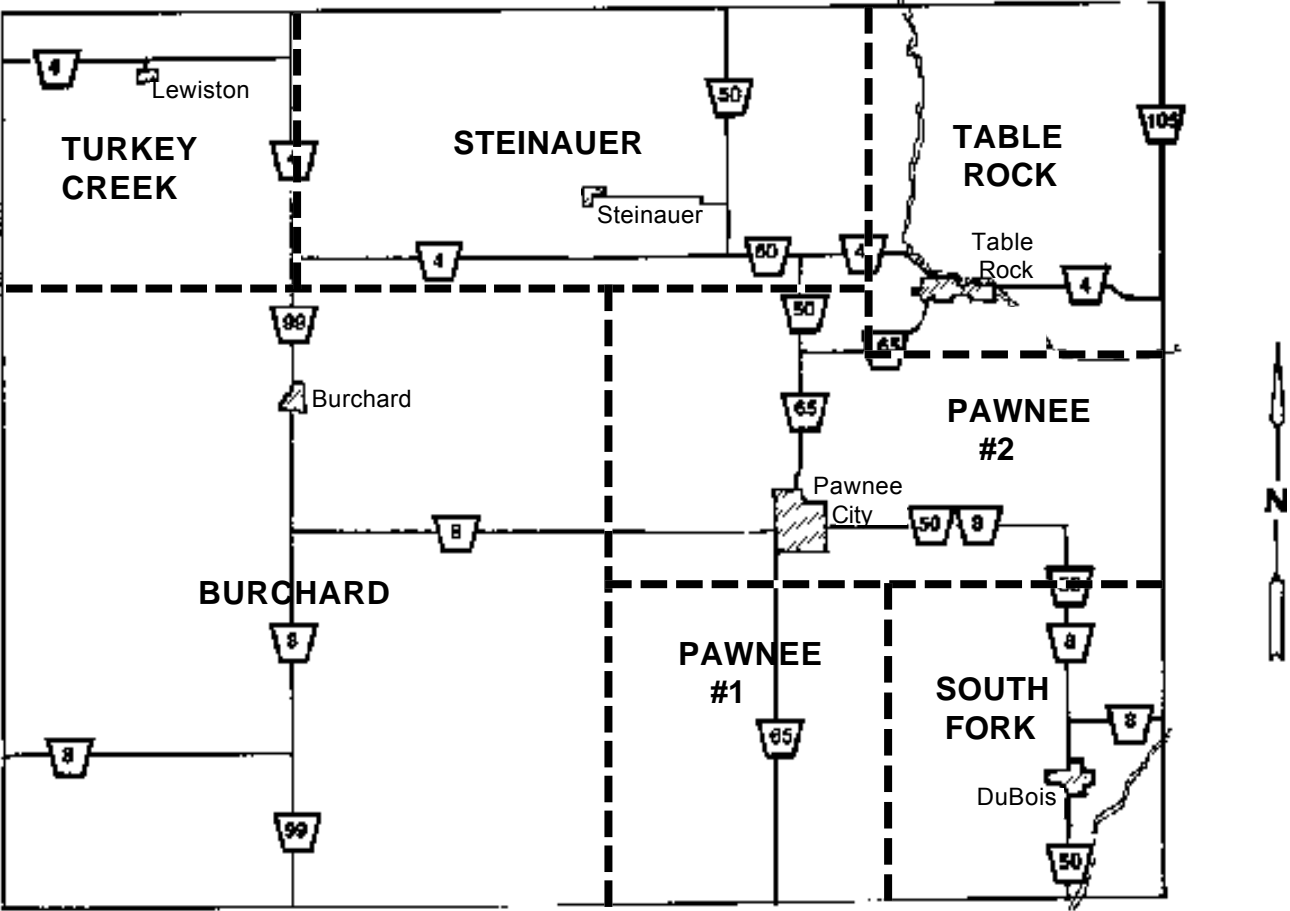 4
Lewiston
50
105
TURKEY
CREEK
STEINAUER
TABLE
ROCK
4
Steinauer
4
50
4
Table
Rock
4
99
50
65
Burchard
65
PAWNEE
#2
Pawnee
City
8
50
8
N
BURCHARD
50
8
8
PAWNEE
#1
SOUTH
FORK
65
8
8
DuBois
99
50